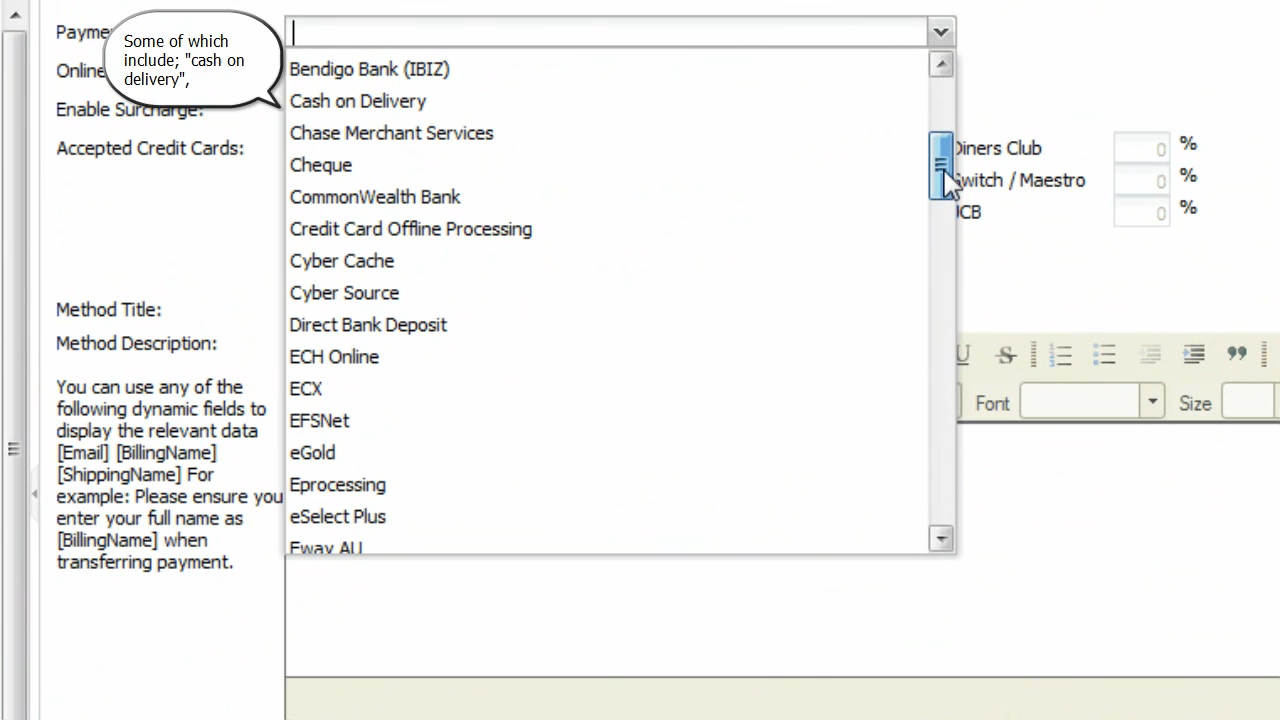 Payme
Some of which
include; "cash on
delivery",
Online
Enable Surcharge:
Accepted Credit Cards:
Bendigo Bank (IBIZ)
Cash on Delivery
Chase Merchant Services
Cheque
CommonWealth Bank
Credit Card Offline Processing
Cyber Cache
Cyber Source
Direct Bank Deposit
ECH Online
ECX
EFSNet
eGold
Eprocessing
eSelect Plus
Eway AU
Diners Club 0 %
Switch / Maestro 0 %
JCB 0 %
Method Title:
Method Description:
You can use any of the
following dynamic fields to
display the relevant data
[Email] [BillingName]
[ShippingName] For
example: Please ensure you
enter your full name as
[BillingName] when
transferring payment.
U S
Font Size